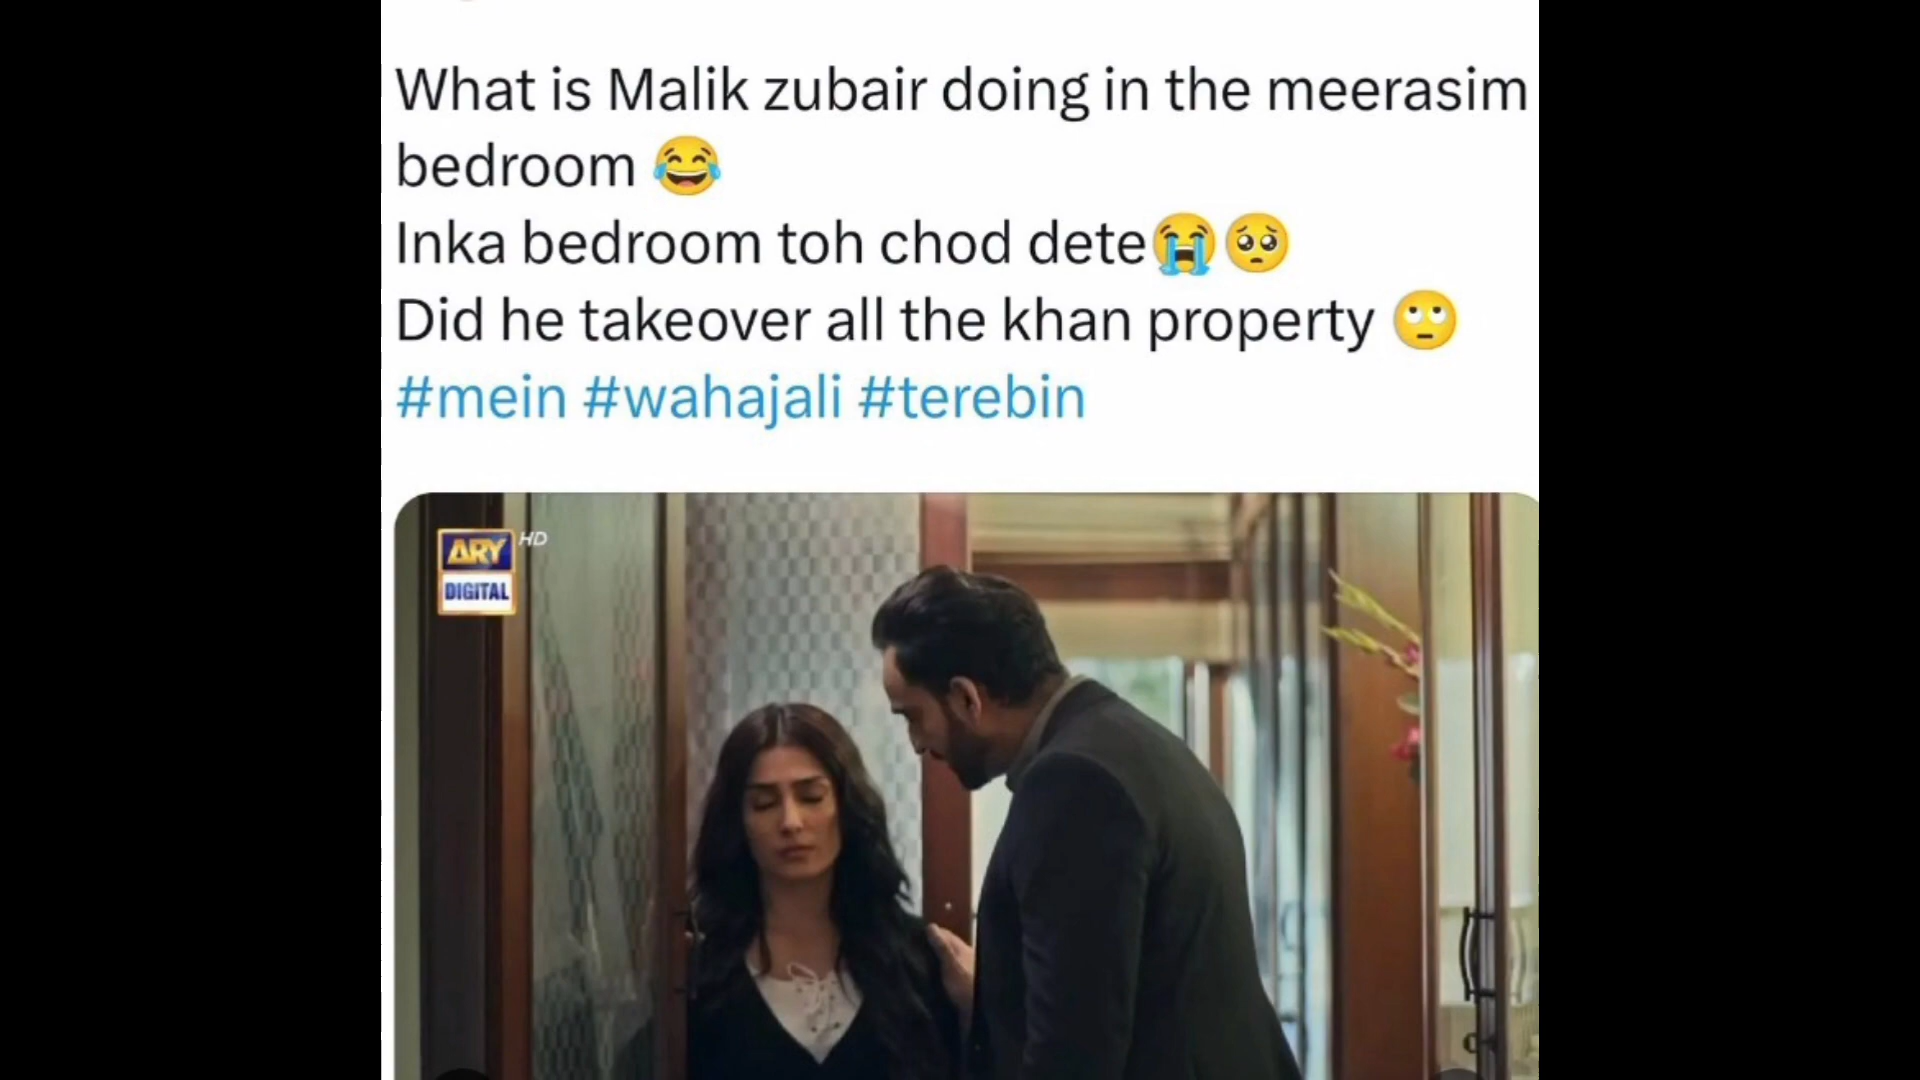 What is Malik zubair doing in the meerasim
bedroom 😂
Inka bedroom toh chod dete😭🥺
Did he takeover all the khan property 🙄
#mein #wahajali #terebin
ARY HD
DIGITAL